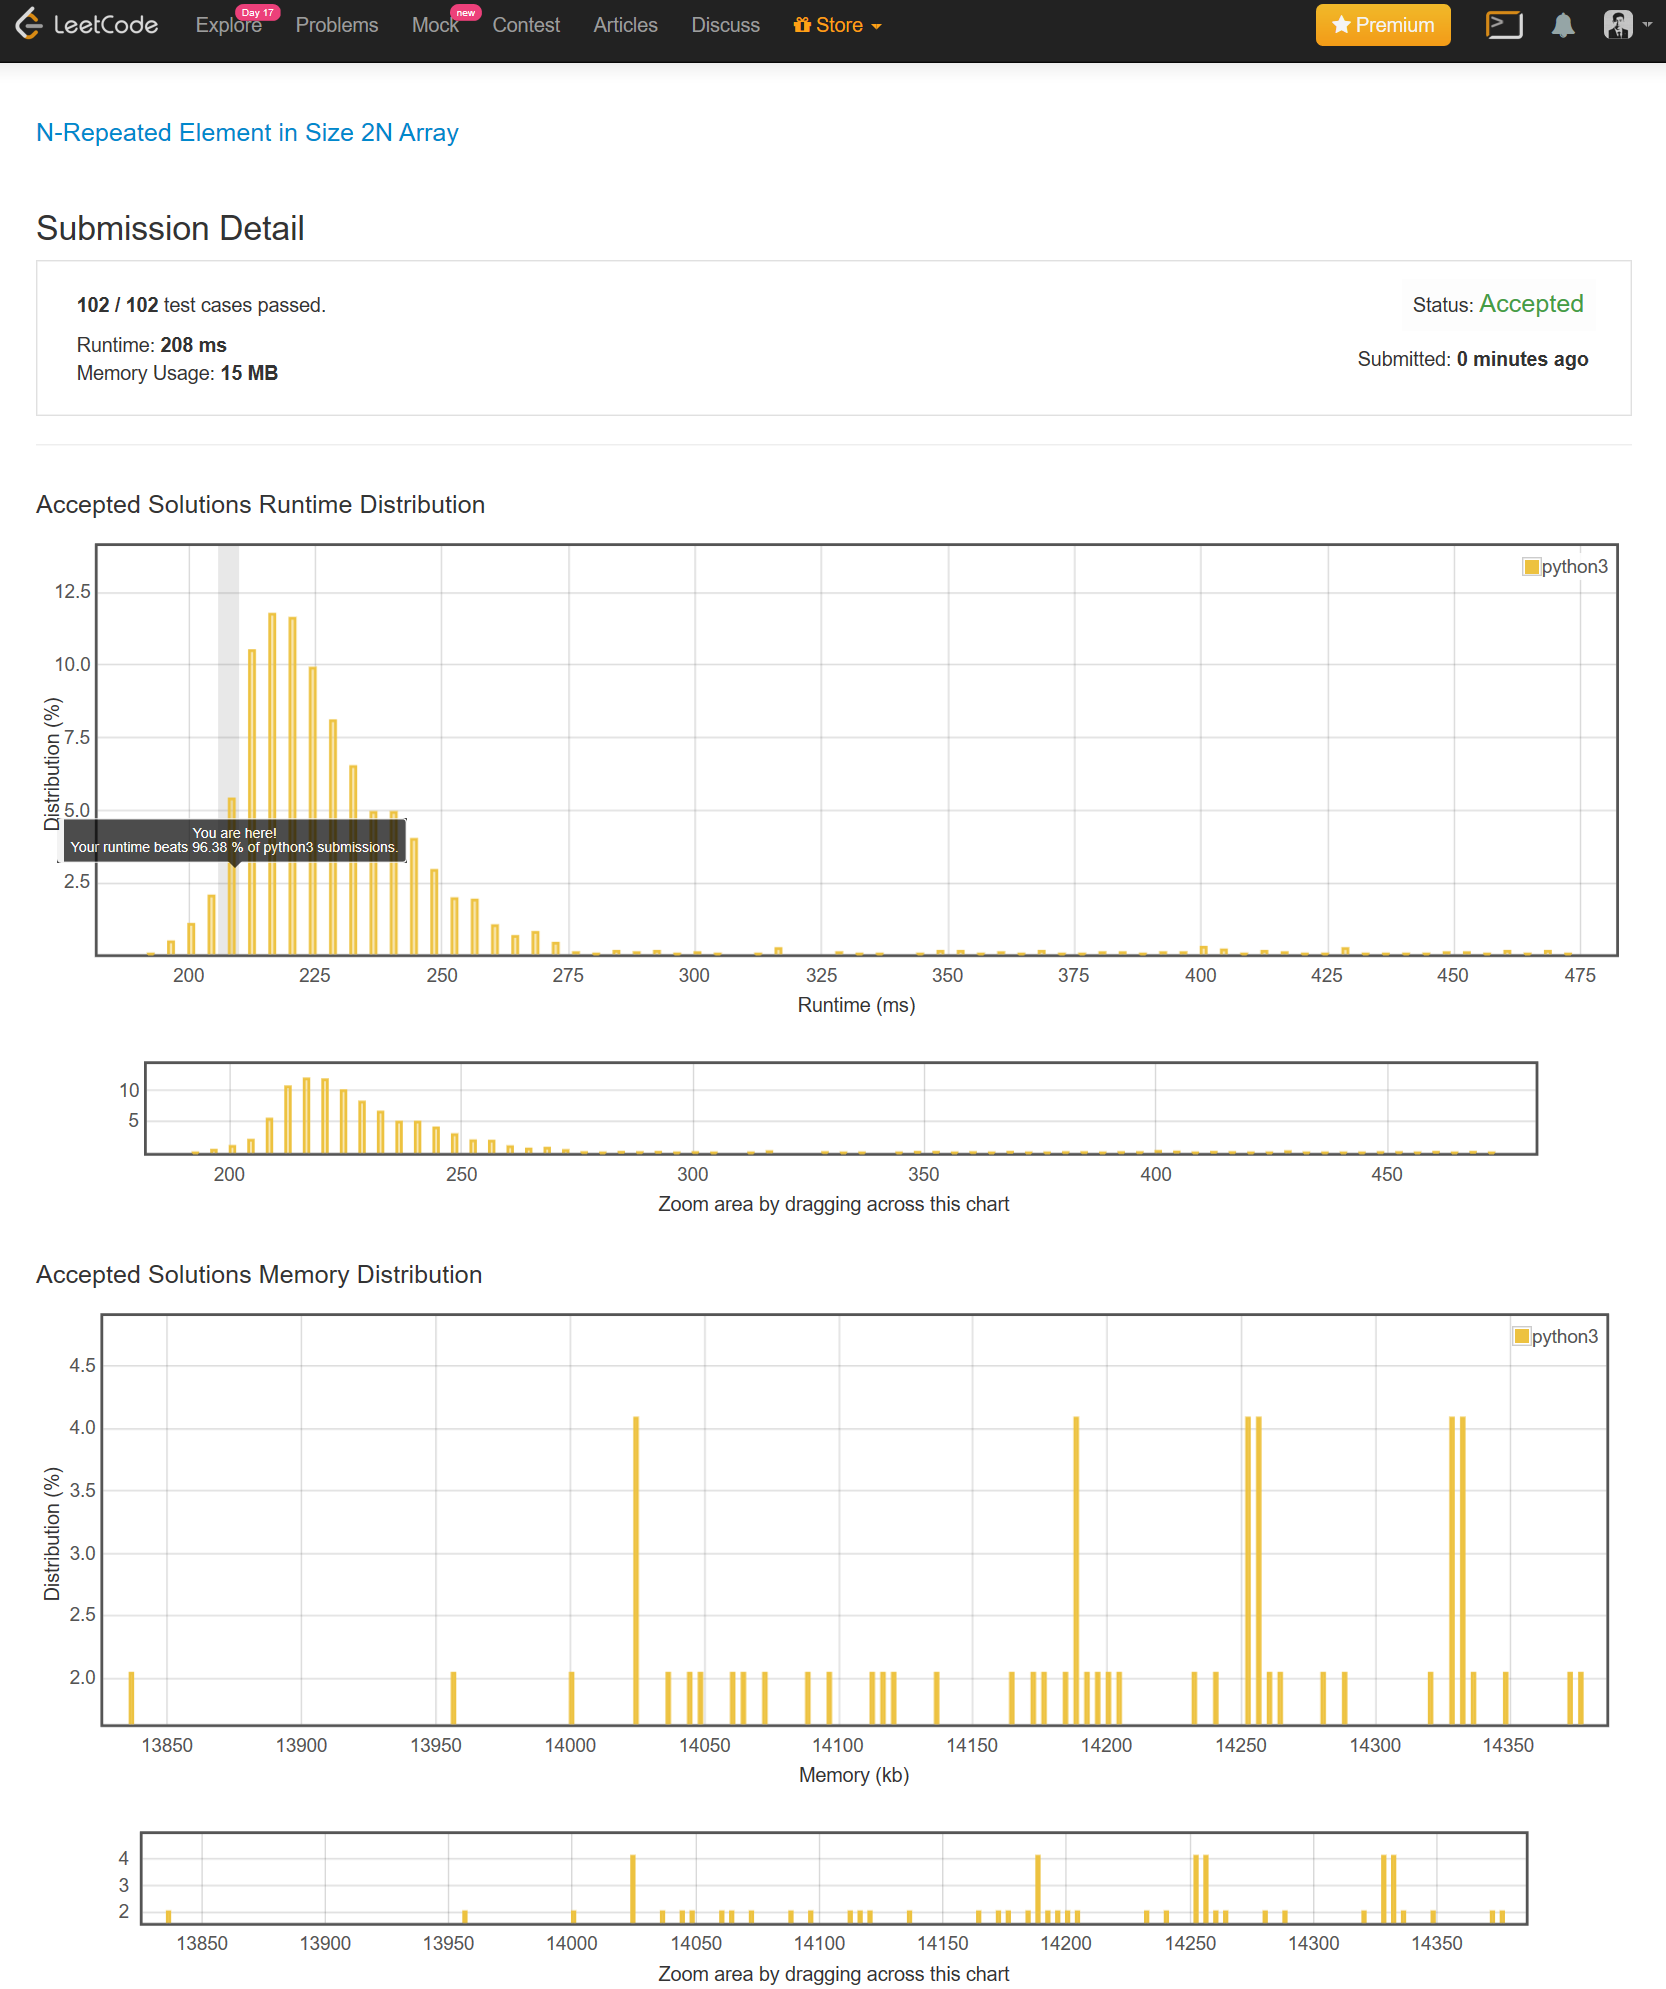 LeetCode
Explore
Day 17
Problems
Mock
new
Contest
Articles
Discuss
Store
Premium
N-Repeated Element in Size 2N Array
Submission Detail
102 / 102 test cases passed.
Status: Accepted
Runtime: 208 ms
Submitted: 0 minutes ago
Memory Usage: 15 MB
Accepted Solutions Runtime Distribution
python3
12.5
10.0
7.5
5.0
2.5
Distribution (%)
You are here!
Your runtime beats 96.38 % of python3 submissions.
200 225 250 275 300 325 350 375 400 425 450 475
Runtime (ms)
10
5
200 250 300 350 400 450
Zoom area by dragging across this chart
Accepted Solutions Memory Distribution
python3
4.5
4.0
3.5
3.0
2.5
2.0
Distribution (%)
13850 13900 13950 14000 14050 14100 14150 14200 14250 14300 14350
Memory (kb)
4
3
2
13850 13900 13950 14000 14050 14100 14150 14200 14250 14300 14350
Zoom area by dragging across this chart